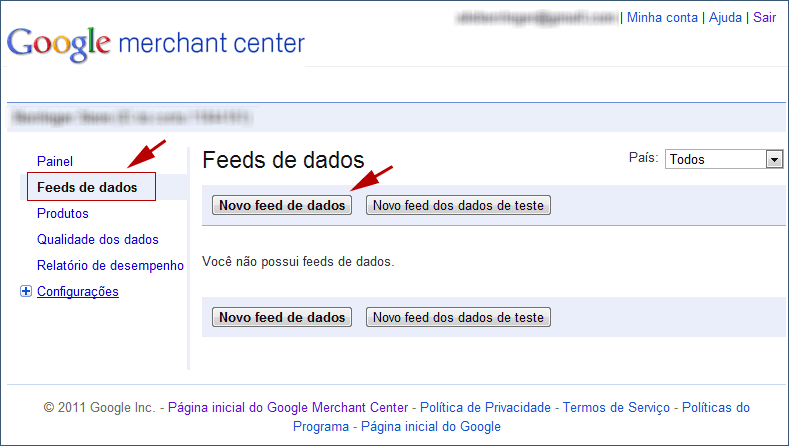 | Minha conta | Ajuda | Sair
Google merchant center
Painel
Feeds de dados
Produtos
Qualidade dos dados
Relatório de desempenho
Configurações
Feeds de dados
País: Todos
Novo feed de dados Novo feed dos dados de teste
Você não possui feeds de dados.
Novo feed de dados Novo feed dos dados de teste
© 2011 Google Inc. - Página inicial do Google Merchant Center - Política de Privacidade - Termos de Serviço - Políticas do
Programa - Página inicial do Google